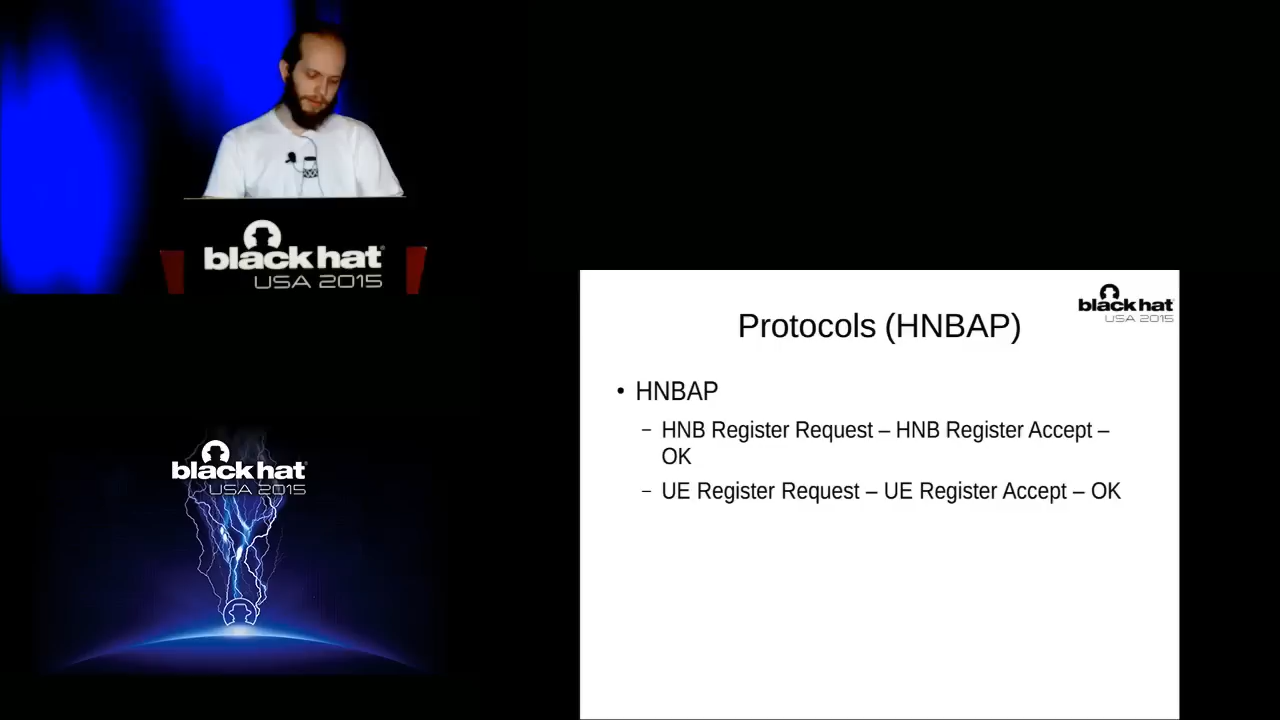 black hat
USA 2015
black hat
USA 2015
Protocols (HNBAP)
• HNBAP
– HNB Register Request – HNB Register Accept –
OK
– UE Register Request – UE Register Accept – OK
black hat
USA 2015